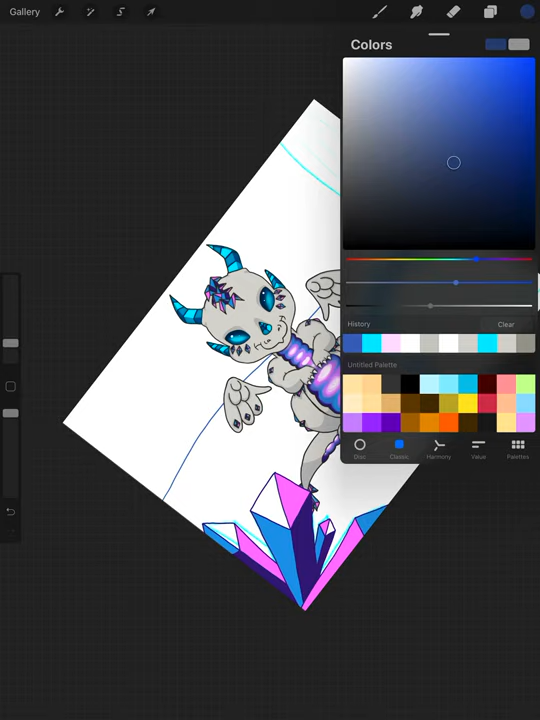 Gallery
Colors
History Clear
Untitled Palette
Disc Classic Harmony Value Palettes